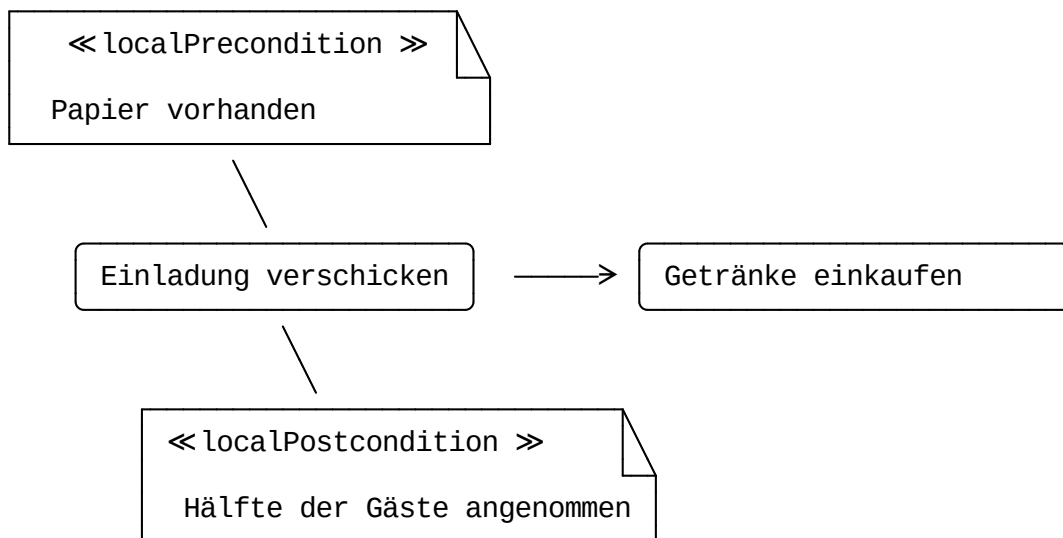 ≪localPrecondition ≫
Papier vorhanden
Einladung verschicken
Getränke einkaufen
≪localPostcondition ≫
Hälfte der Gäste angenommen